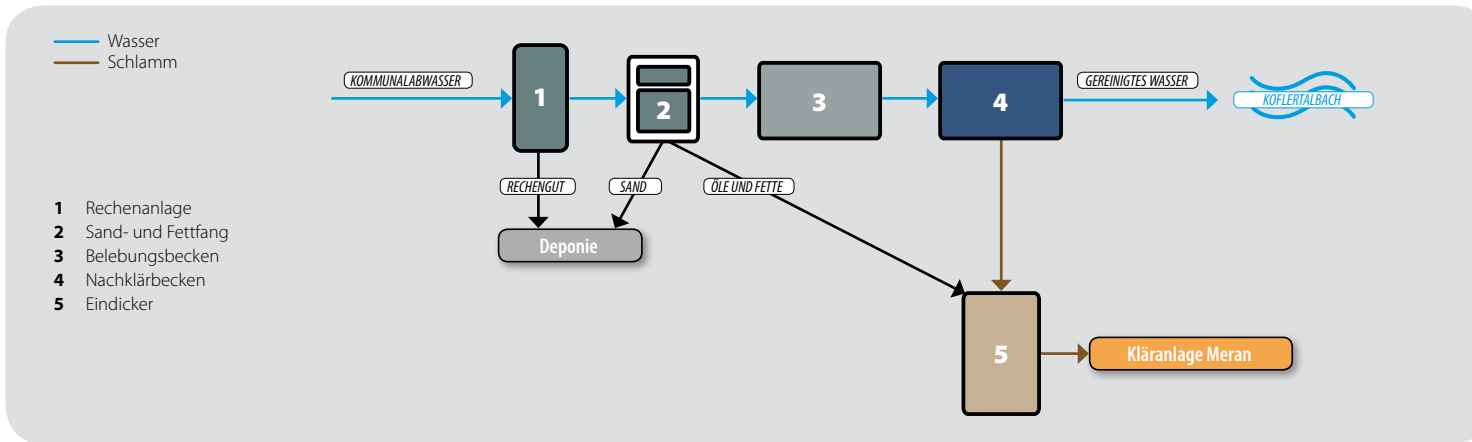 Wasser
Schlamm
KOMMUNALABWASSER
1
2
3
4
GEREINIGTES WASSER
KOFLERTALBACH
RECHENGUT
SAND
ÖLE UND FETTE
Deponie
1 Rechenanlage
2 Sand- und Fettfang
3 Belebungsbecken
4 Nachklärbecken
5 Eindicker
5
Kläranlage Meran